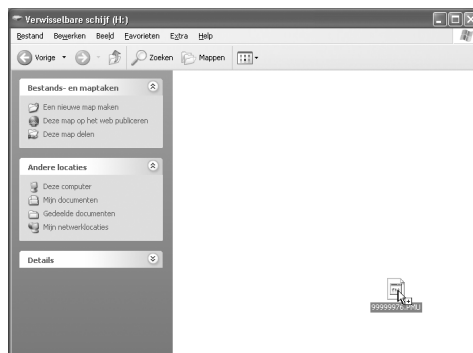 Verwisselbare schijf (H:)
Bestand Bewerken Beeld Favorieten Extra Help
Vorige Zoeken Mappen
Bestands- en maptaken
Een nieuwe map maken
Deze map op het web publiceren
Deze map delen
Andere locaties
Deze computer
Mijn documenten
Gedeelde documenten
Mijn netwerklocaties
Details